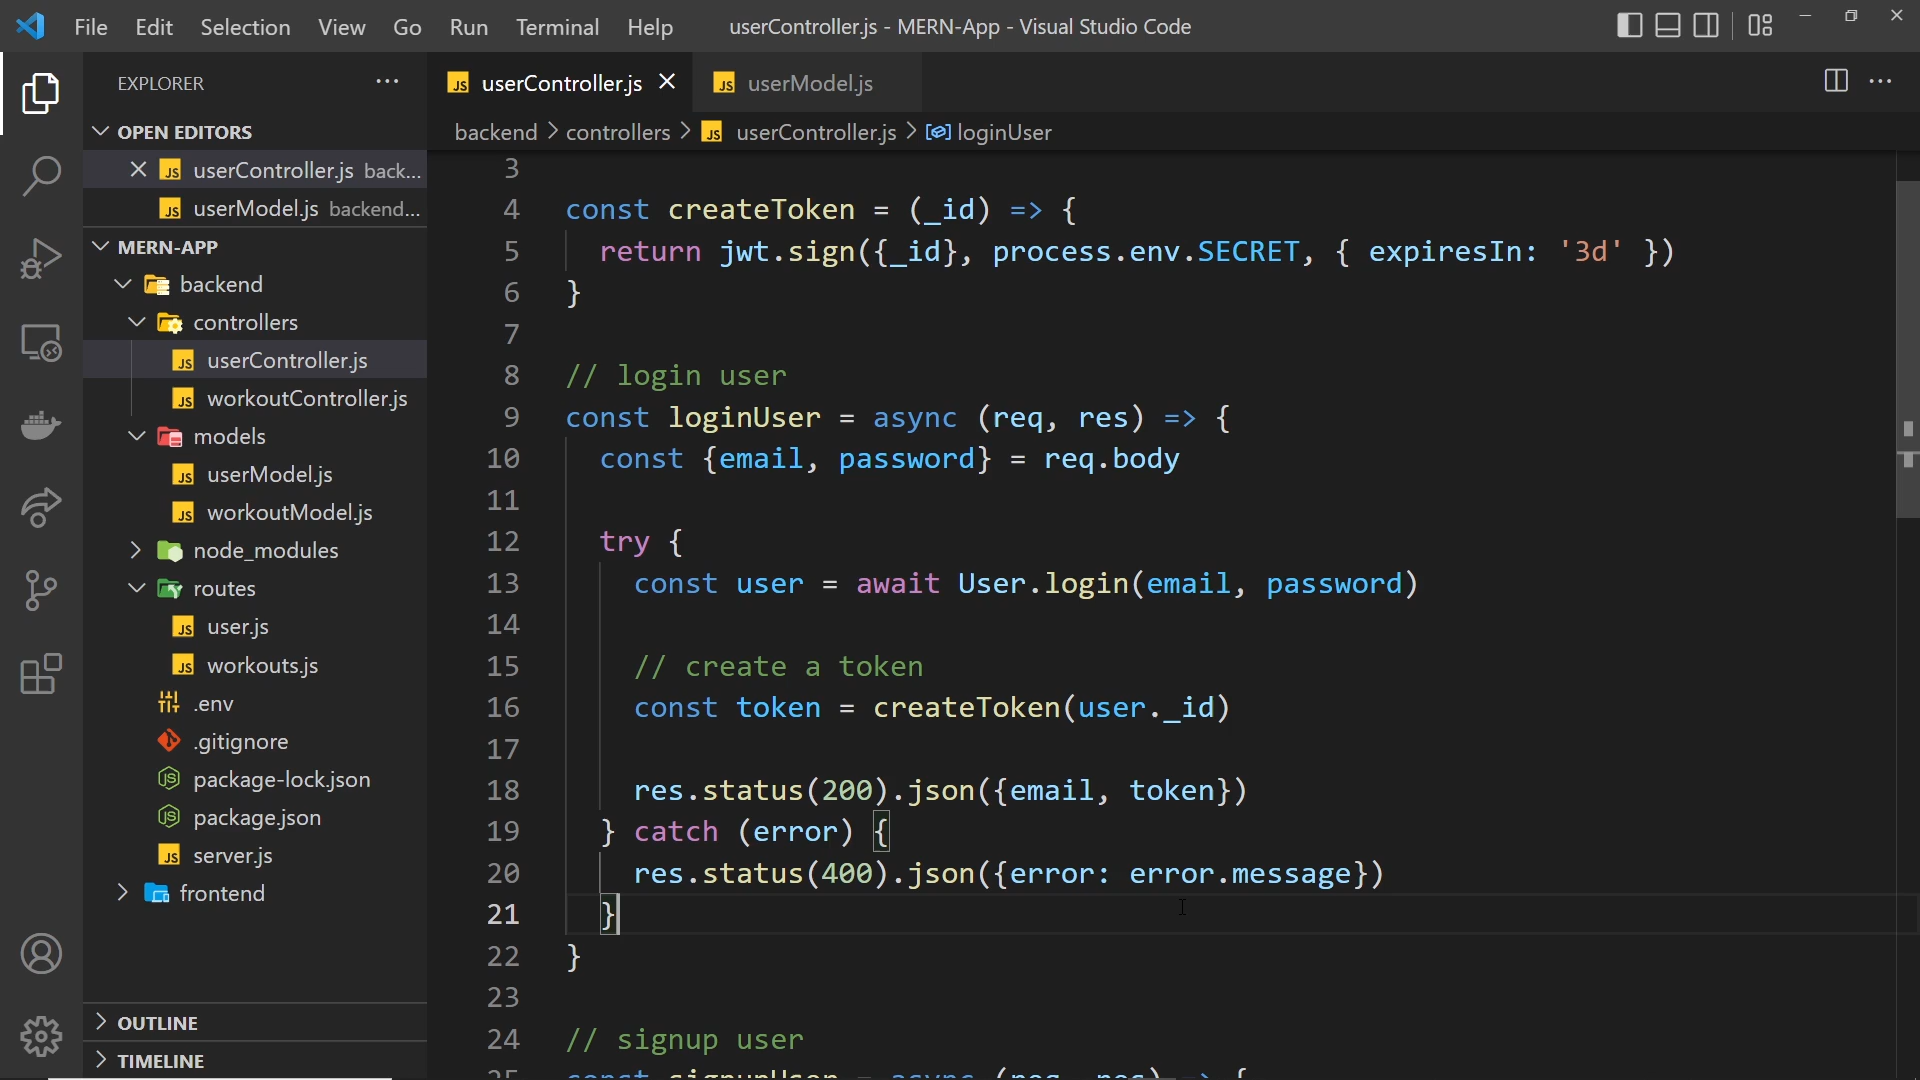 File Edit Selection View Go Run Terminal Help userController.js - MERN-App - Visual Studio Code
EXPLORER
OPEN EDITORS
userController.js back...
userModel.js backend...
MERN-APP
backend
controllers
userController.js
workoutController.js
models
userModel.js
workoutModel.js
node_modules
routes
user.js
workouts.js
.env
.gitignore
package-lock.json
package.json
server.js
frontend
OUTLINE
TIMELINE
userController.js userModel.js
backend > controllers > JS userController.js > loginUser
3
4 const createToken = (_id) => {
5 return jwt.sign({_id}, process.env.SECRET, { expiresIn: '3d' })
6 }
7
8 // login user
9 const loginUser = async (req, res) => {
10 const {email, password} = req.body
11
12 try {
13 const user = await User.login(email, password)
14
15 // create a token
16 const token = createToken(user._id)
17
18 res.status(200).json({email, token})
19 } catch (error) {
20 res.status(400).json({error: error.message})
21 }
22 }
23
24 // signup user